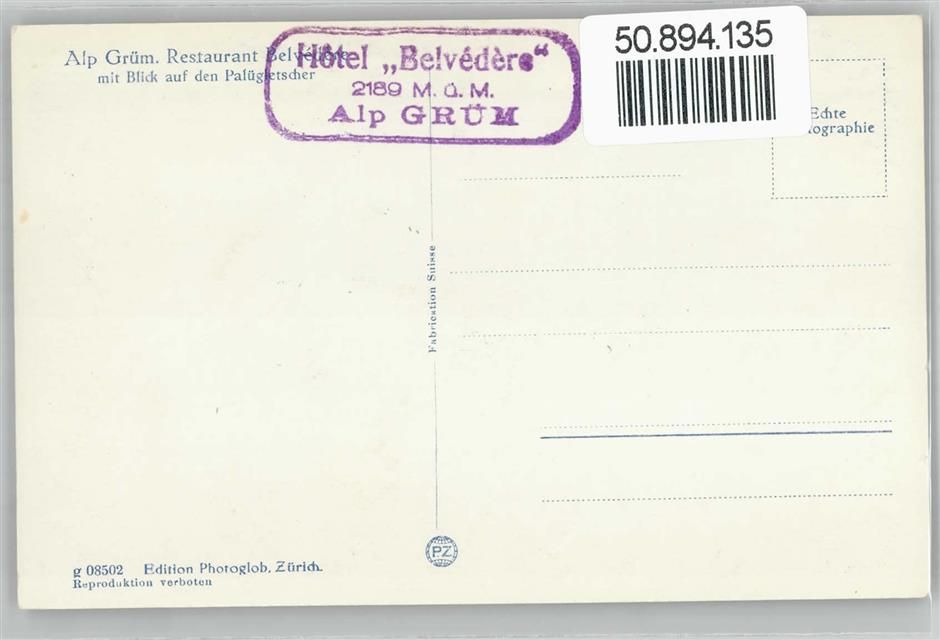 Alp Grüm. Restaurant Belvédère
mit Blick auf den Palügletscher
Hôtel „Belvédère“
2189 M. ü. M.
Alp GRÜM
50.894.135
Echte
Fabrication Suisse
PZ
g 08502 Edition Photoglob, Zürich.
Reproduktion verboten